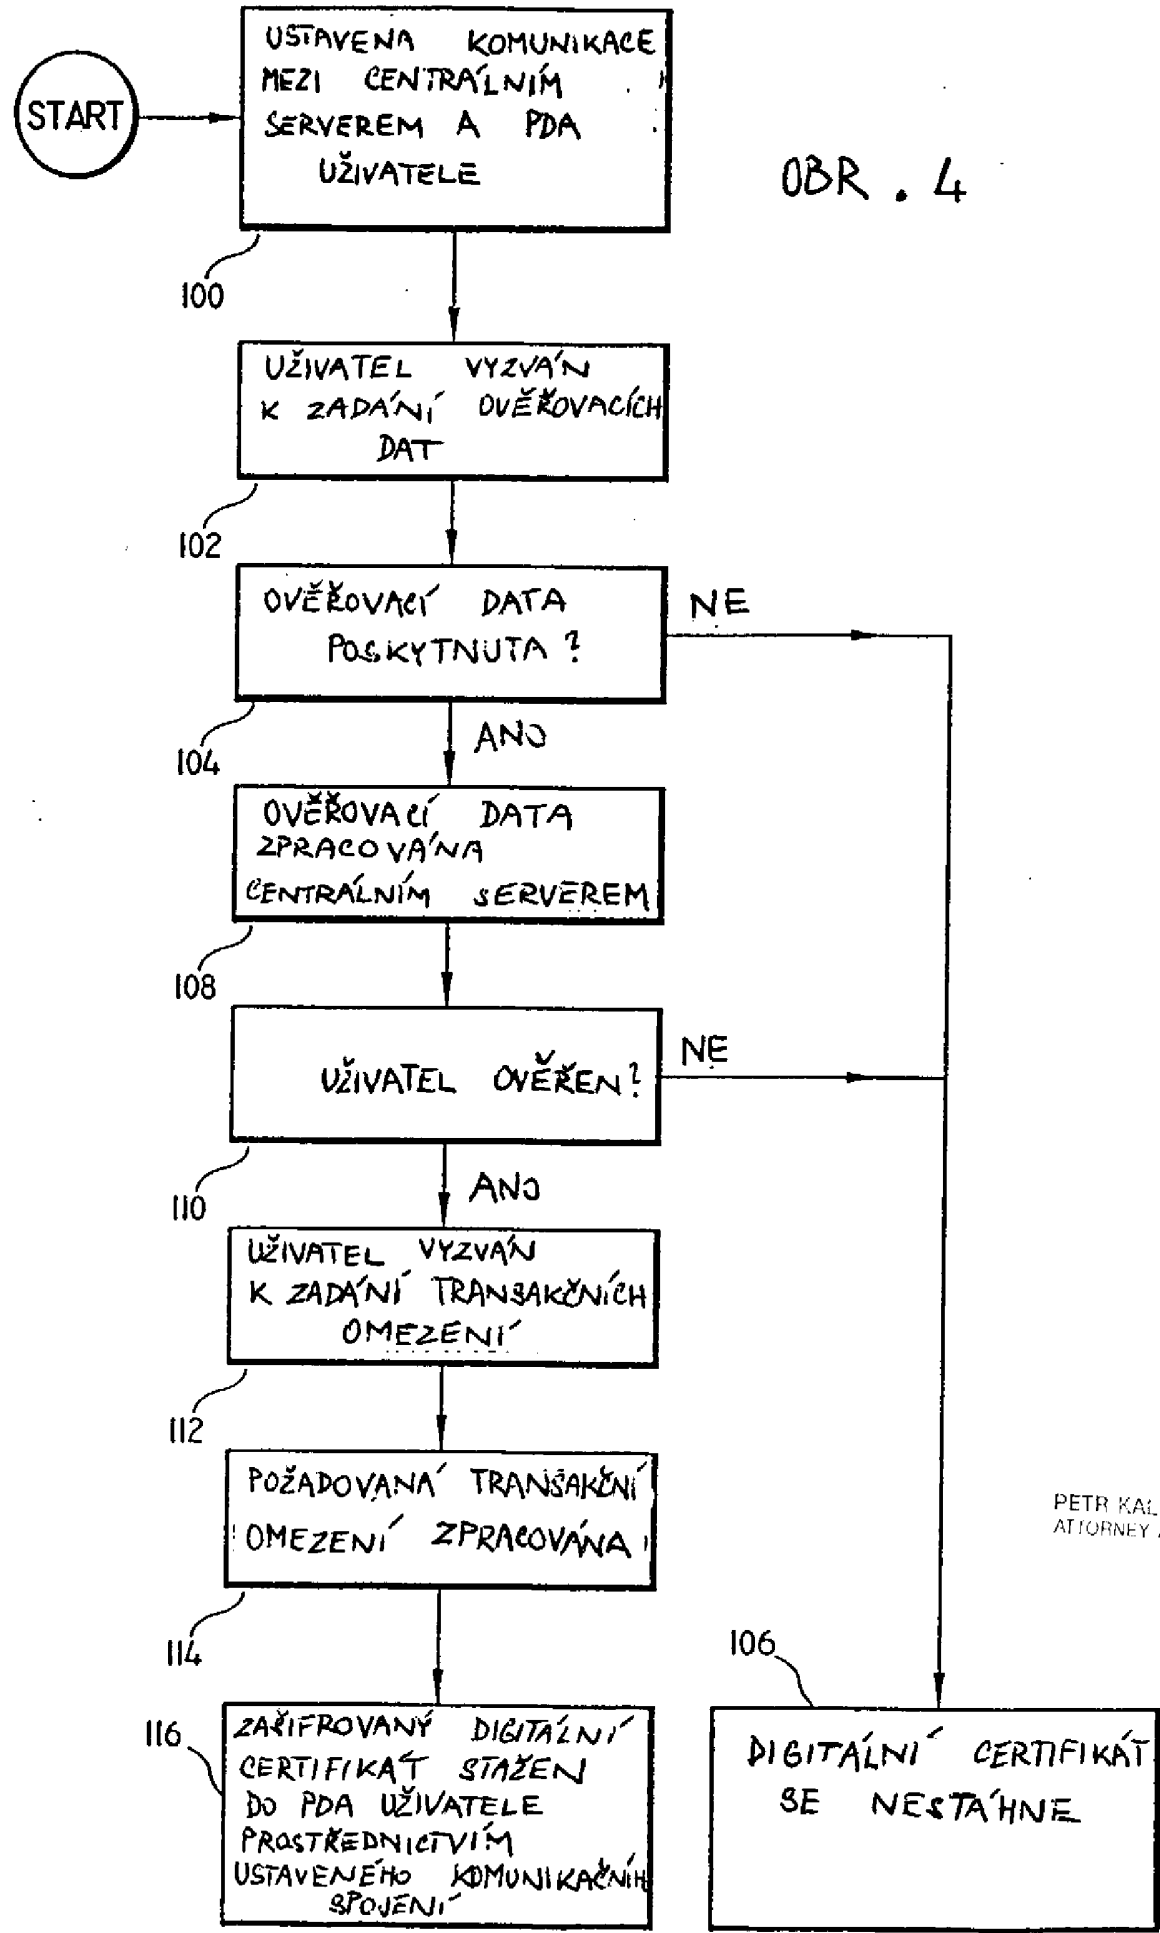 START
USTAVENA KOMUNIKACE
MEZI CENTRÁLNÍM
SERVEREM A PDA
UŽIVATELE
OBR. 4
100
UŽIVATEL VYZVÁN
K ZADÁNÍ OVĚŘOVACÍCH
DAT
102
OVĚŘOVACÍ DATA
POSKYTNUTA?
NE
104
ANO
OVĚŘOVACÍ DATA
ZPRACOVÁNA
CENTRÁLNÍM SERVEREM
108
UŽIVATEL OVĚŘEN?
NE
110
ANO
UŽIVATEL VYZVÁN
K ZADÁNÍ TRANSAKČNÍCH
OMEZENÍ
112
POŽADOVANÁ TRANSAKČNÍ
OMEZENÍ ZPRACOVÁNA
114
PETR KAL
ATTORNEY
116
ZAŠIFROVANÝ DIGITÁLNÍ
CERTIFIKÁT STAŽEN
DO PDA UŽIVATELE
PROSTŘEDNICTVÍM
USTAVENÉHO KOMUNIKAČNÍH
SPOJENÍ
106
DIGITÁLNÍ CERTIFIKÁT
SE NESTÁHNE